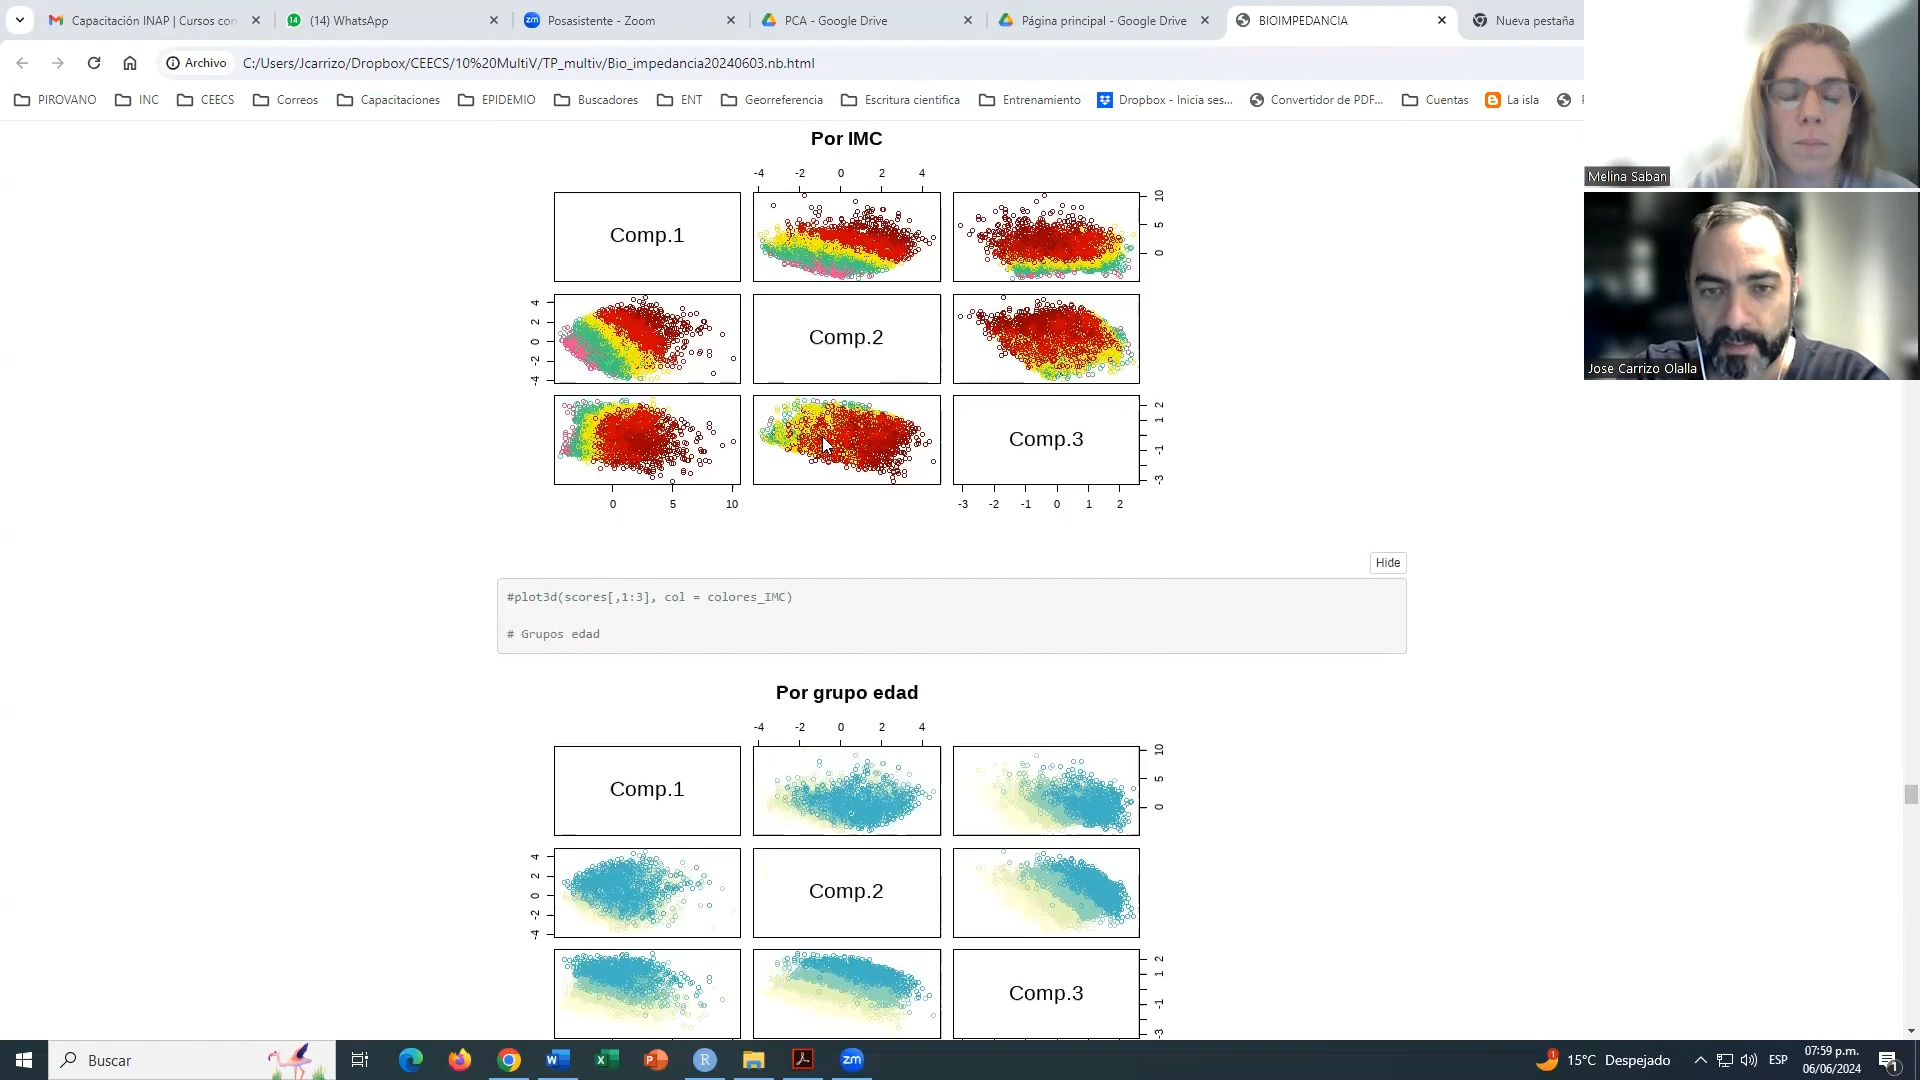 Capacitación INAP | Cursos con
(14) WhatsApp
Posasistente - Zoom
PCA - Google Drive
Página principal - Google Drive
BIOIMPEDANCIA
Nueva pestaña
Archivo
C:/Users/Jcarrizo/Dropbox/CEECS/10%20MultiV/TP_multiv/Bio_impedancia20240603.nb.html
PIROVANO
INC
CEECS
Correos
Capacitaciones
EPIDEMIO
Buscadores
ENT
Georreferencia
Escritura científica
Entrenamiento
Dropbox - Inicia ses...
Convertidor de PDF...
Cuentas
La isla
Melina Saban
Jose Carrizo Olalla
Por IMC
-4 -2 0 2 4
Comp.1
10 5 0
4 2 0 -2 -4
Comp.2
Comp.3
2 1 -1 -3
0 5 10
-3 -2 -1 0 1 2
Hide
#plot3d(scores[,1:3], col = colores_IMC)
# Grupos edad
Por grupo edad
-4 -2 0 2 4
Comp.1
10 5 0
4 2 0 -2 -4
Comp.2
Comp.3
2 1 -1 -3
Buscar
15°C Despejado
ESP
07:59 p.m.
06/06/2024